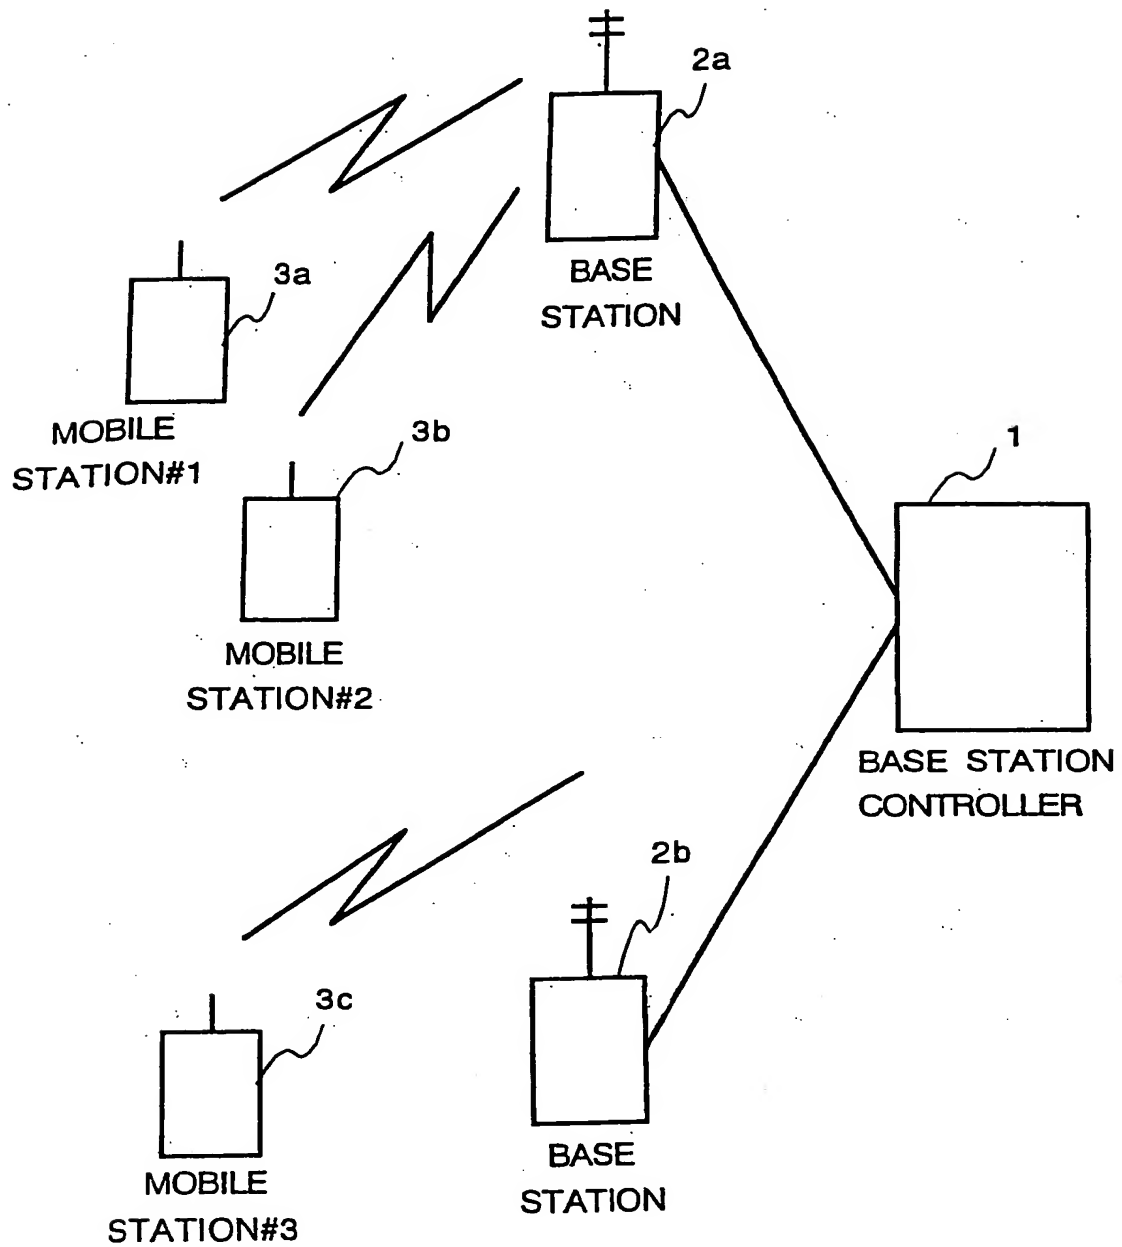 2a
BASE
STATION
3a
MOBILE
STATION#1
3b
MOBILE
STATION#2
1
BASE STATION
CONTROLLER
2b
BASE
STATION
3c
MOBILE
STATION#3